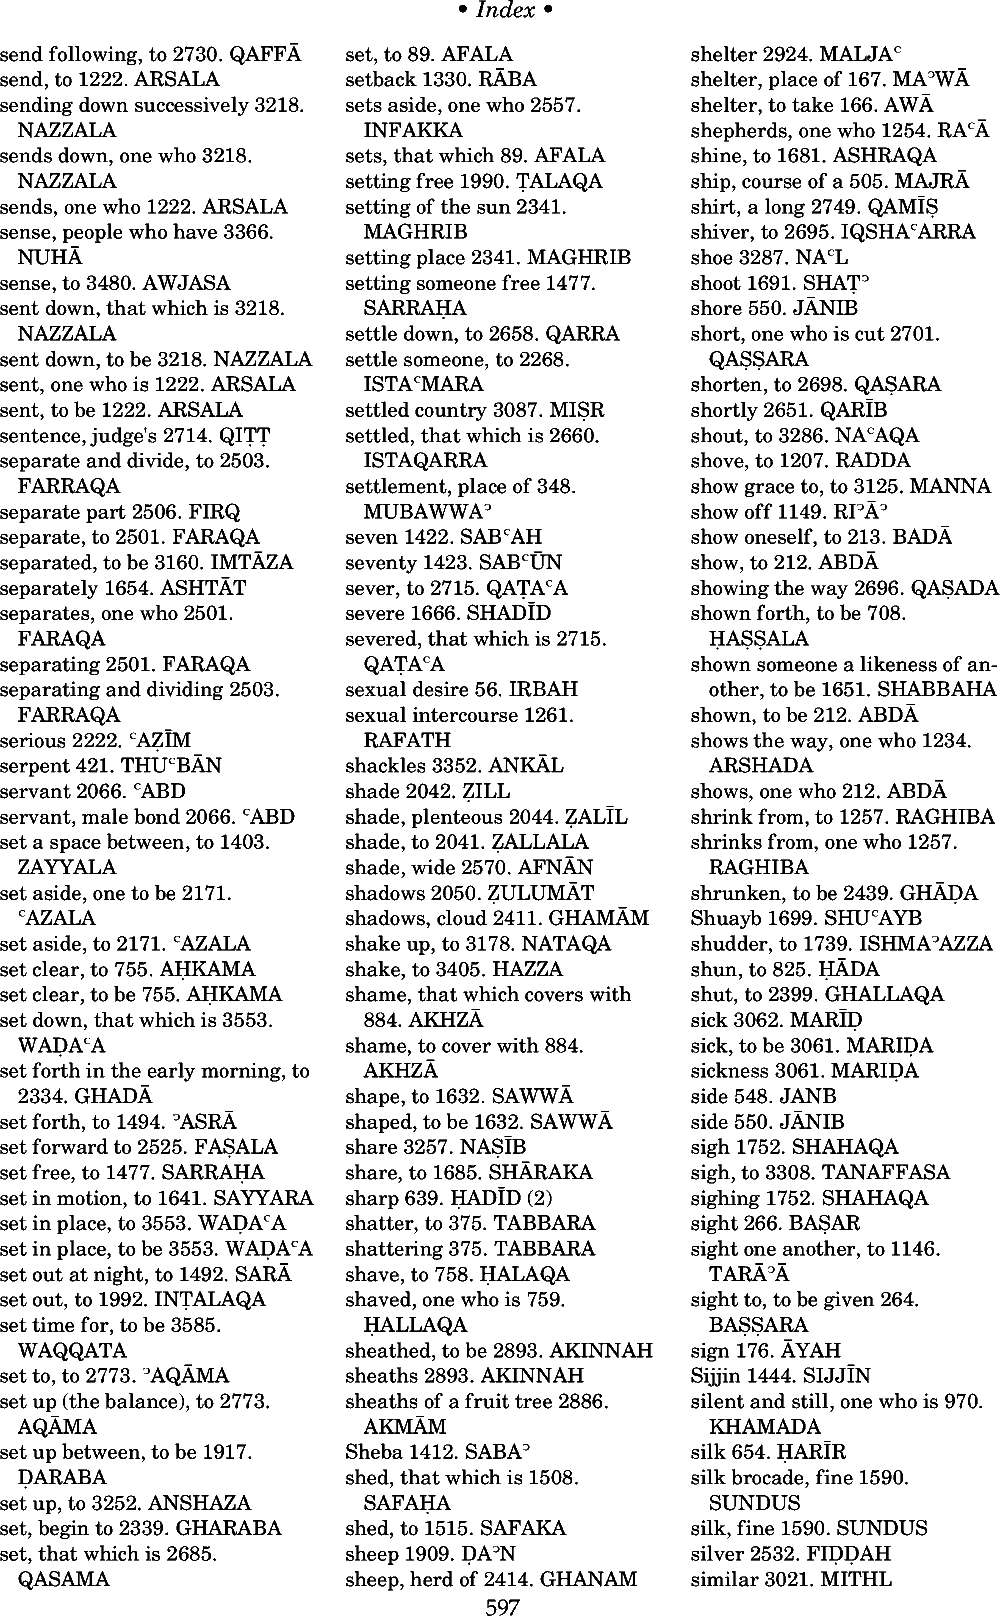 • Index •
send following, to 2730. QAFFĀ
send, to 1222. ARSALA
sending down successively 3218.
NAZZALA
sends down, one who 3218.
NAZZALA
sends, one who 1222. ARSALA
sense, people who have 3366.
NUHĀ
sense, to 3480. AWJASA
sent down, that which is 3218.
NAZZALA
sent down, to be 3218. NAZZALA
sent, one who is 1222. ARSALA
sent, to be 1222. ARSALA
sentence, judge's 2714. QIṬṬ
separate and divide, to 2503.
FARRAQA
separate part 2506. FIRQ
separate, to 2501. FARAQA
separated, to be 3160. IMTĀZA
separately 1654. ASHTĀT
separates, one who 2501.
FARAQA
separating 2501. FARAQA
separating and dividing 2503.
FARRAQA
serious 2222. ᶜAẒĪM
serpent 421. THUᶜBĀN
servant 2066. ᶜABD
servant, male bond 2066. ᶜABD
set a space between, to 1403.
ZAYYALA
set aside, one to be 2171.
ᶜAZALA
set aside, to 2171. ᶜAZALA
set clear, to 755. AḤKAMA
set clear, to be 755. AḤKAMA
set down, that which is 3553.
WAḌAᶜA
set forth in the early morning, to
2334. GHADĀ
set forth, to 1494. ᵓASRĀ
set forward to 2525. FAṢALA
set free, to 1477. SARRAḤA
set in motion, to 1641. SAYYARA
set in place, to 3553. WAḌAᶜA
set in place, to be 3553. WAḌAᶜA
set out at night, to 1492. SARĀ
set out, to 1992. INṬALAQA
set time for, to be 3585.
WAQQATA
set to, to 2773. ᵓAQĀMA
set up (the balance), to 2773.
AQĀMA
set up between, to be 1917.
ḌARABA
set up, to 3252. ANSHAZA
set, begin to 2339. GHARABA
set, that which is 2685.
QASAMA
set, to 89. AFALA
setback 1330. RĀBA
sets aside, one who 2557.
INFAKKA
sets, that which 89. AFALA
setting free 1990. ṬALAQA
setting of the sun 2341.
MAGHRIB
setting place 2341. MAGHRIB
setting someone free 1477.
SARRAḤA
settle down, to 2658. QARRA
settle someone, to 2268.
ISTAᶜMARA
settled country 3087. MIṢR
settled, that which is 2660.
ISTAQARRA
settlement, place of 348.
MUBAWWAᵓ
seven 1422. SABᶜAH
seventy 1423. SABᶜŪN
sever, to 2715. QAṬAᶜA
severe 1666. SHADĪD
severed, that which is 2715.
QAṬAᶜA
sexual desire 56. IRBAH
sexual intercourse 1261.
RAFATH
shackles 3352. ANKĀL
shade 2042. ẒILL
shade, plenteous 2044. ẒALĪL
shade, to 2041. ẒALLALA
shade, wide 2570. AFNĀN
shadows 2050. ẒULUMĀT
shadows, cloud 2411. GHAMĀM
shake up, to 3178. NATAQA
shake, to 3405. HAZZA
shame, that which covers with
884. AKHZĀ
shame, to cover with 884.
AKHZĀ
shape, to 1632. SAWWĀ
shaped, to be 1632. SAWWĀ
share 3257. NAṢĪB
share, to 1685. SHĀRAKA
sharp 639. ḤADĪD (2)
shatter, to 375. TABBARA
shattering 375. TABBARA
shave, to 758. ḤALAQA
shaved, one who is 759.
ḤALLAQA
sheathed, to be 2893. AKINNAH
sheaths 2893. AKINNAH
sheaths of a fruit tree 2886.
AKMĀM
Sheba 1412. SABAᵓ
shed, that which is 1508.
SAFAḤA
shed, to 1515. SAFAKA
sheep 1909. ḌAᵓN
sheep, herd of 2414. GHANAM
shelter 2924. MALJAᶜ
shelter, place of 167. MAᵓWĀ
shelter, to take 166. AWĀ
shepherds, one who 1254. RAᶜĀ
shine, to 1681. ASHRAQA
ship, course of a 505. MAJRĀ
shirt, a long 2749. QAMĪṢ
shiver, to 2695. IQSHAᶜARRA
shoe 3287. NAᶜL
shoot 1691. SHAṬᵓ
shore 550. JĀNIB
short, one who is cut 2701.
QAṢṢARA
shorten, to 2698. QAṢARA
shortly 2651. QARĪB
shout, to 3286. NAᶜAQA
shove, to 1207. RADDA
show grace to, to 3125. MANNA
show off 1149. RIᵓĀᵓ
show oneself, to 213. BADĀ
show, to 212. ABDĀ
showing the way 2696. QAṢADA
shown forth, to be 708.
ḤAṢṢALA
shown someone a likeness of an-
other, to be 1651. SHABBAHA
shown, to be 212. ABDĀ
shows the way, one who 1234.
ARSHADA
shows, one who 212. ABDĀ
shrink from, to 1257. RAGHIBA
shrinks from, one who 1257.
RAGHIBA
shrunken, to be 2439. GHĀḌA
Shuayb 1699. SHUᶜAYB
shudder, to 1739. ISHMAᵓAZZA
shun, to 825. ḤĀDA
shut, to 2399. GHALLAQA
sick 3062. MARĪḌ
sick, to be 3061. MARIḌA
sickness 3061. MARIḌA
side 548. JANB
side 550. JĀNIB
sigh 1752. SHAHAQA
sigh, to 3308. TANAFFASA
sighing 1752. SHAHAQA
sight 266. BAṢAR
sight one another, to 1146.
TARĀᵓĀ
sight to, to be given 264.
BAṢṢARA
sign 176. ĀYAH
Sijjin 1444. SIJJĪN
silent and still, one who is 970.
KHAMADA
silk 654. ḤARĪR
silk brocade, fine 1590.
SUNDUS
silk, fine 1590. SUNDUS
silver 2532. FIḌḌAH
similar 3021. MITHL
597